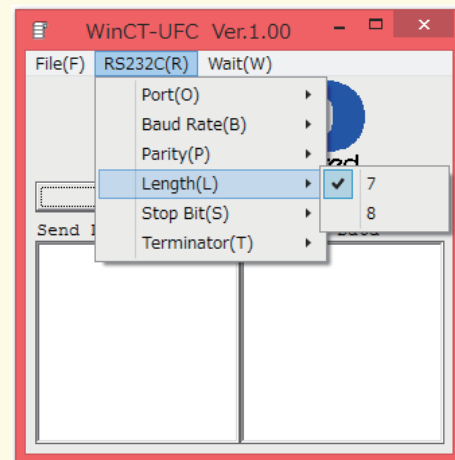 WinCT-UFC Ver.1.00
File(F) RS232C(R) Wait(W)
Port(O)
Baud Rate(B)
Parity(P)
Length(L)
7
8
Stop Bit(S)
Terminator(T)
Send